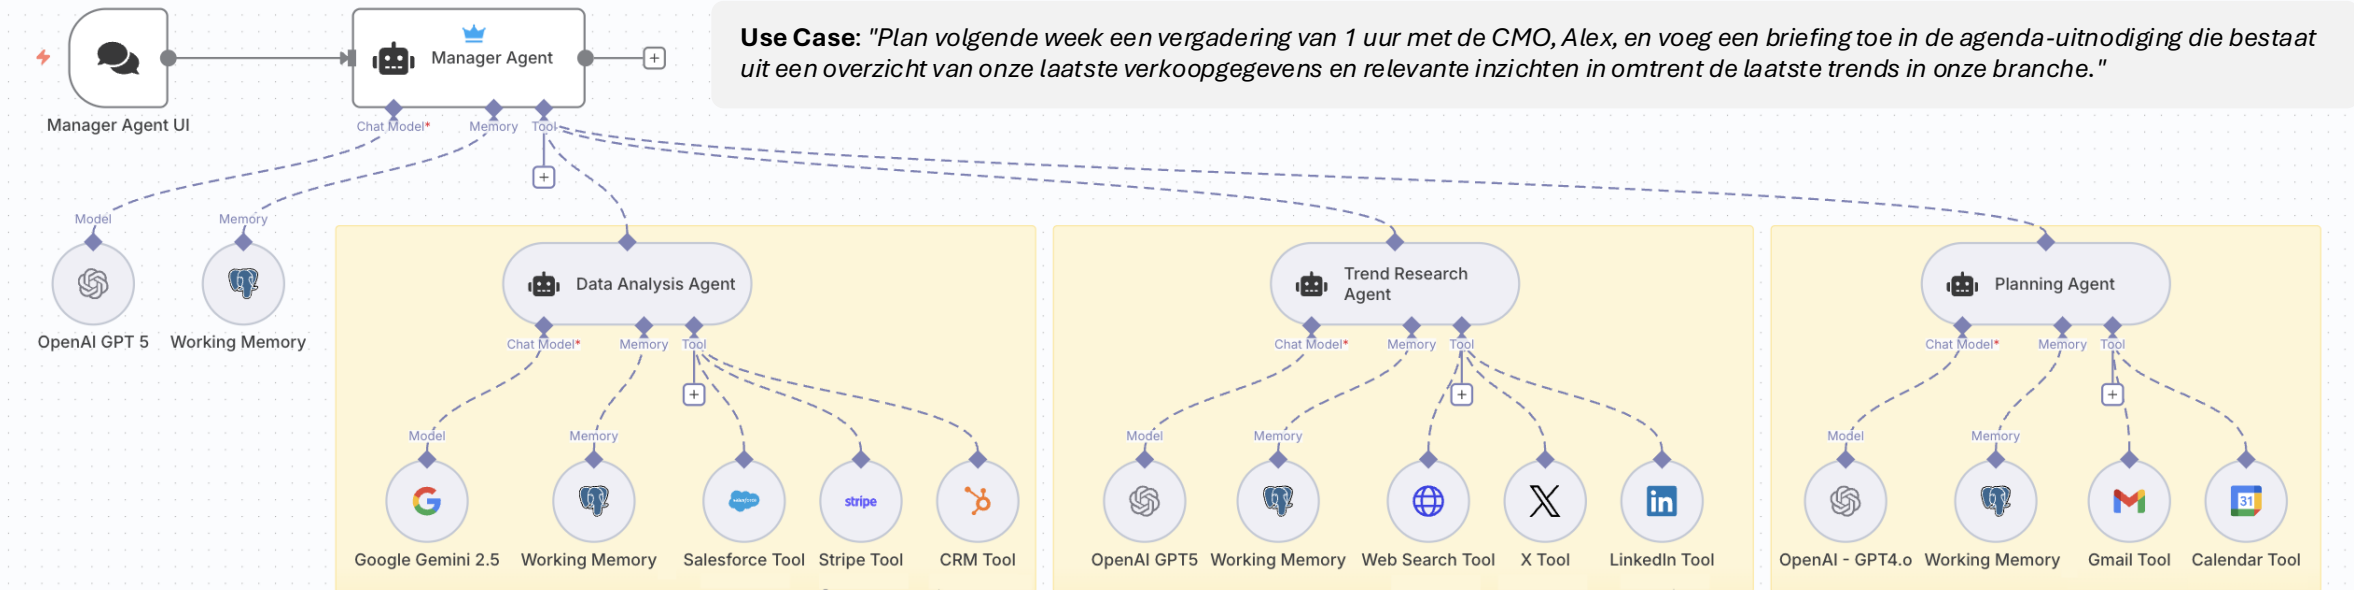 Use Case: "Plan volgende week een vergadering van 1 uur met de CMO, Alex, en voeg een briefing toe in de agenda-uitnodiging die bestaat
uit een overzicht van onze laatste verkoopgegevens en relevante inzichten in omtrent de laatste trends in onze branche."
Manager Agent
Manager Agent UI
Chat Model*
Memory
Tool
Model
Memory
OpenAI GPT 5
Working Memory
Data Analysis Agent
Chat Model*
Memory
Tool
Model
Memory
Google Gemini 2.5
Working Memory
salesforce
Salesforce Tool
stripe
Stripe Tool
CRM Tool
Trend Research
Agent
Chat Model*
Memory
Tool
Model
Memory
OpenAI GPT5
Working Memory
Web Search Tool
X Tool
in
LinkedIn Tool
Planning Agent
Chat Model*
Memory
Tool
Model
Memory
OpenAI - GPT4.o
Working Memory
Gmail Tool
31
Calendar Tool